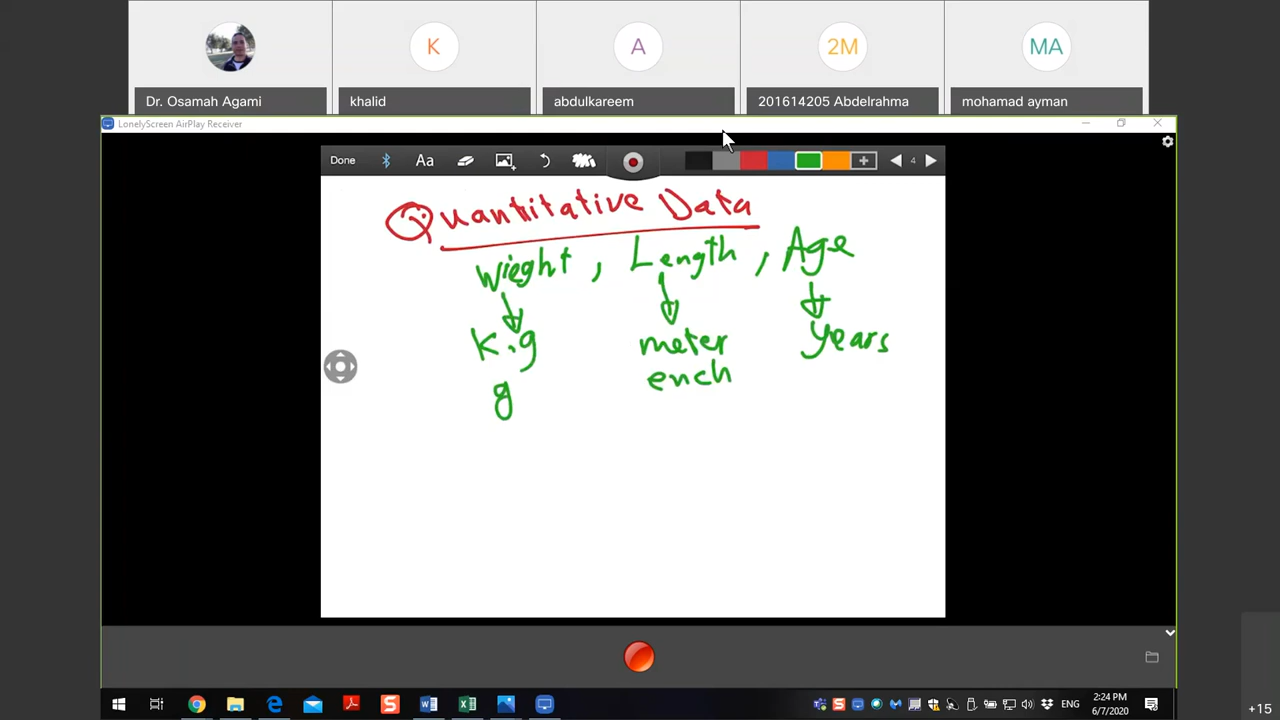 K A 2M MA
Dr. Osamah Agami khalid abdulkareem 201614205 Abdelrahma mohamad ayman
LonelyScreen AirPlay Receiver
Done Aa 4
Quantitative Data
Wieght , Length , Age
K.g meter years
g ench
ENG 2:24 PM
6/7/2020
+15